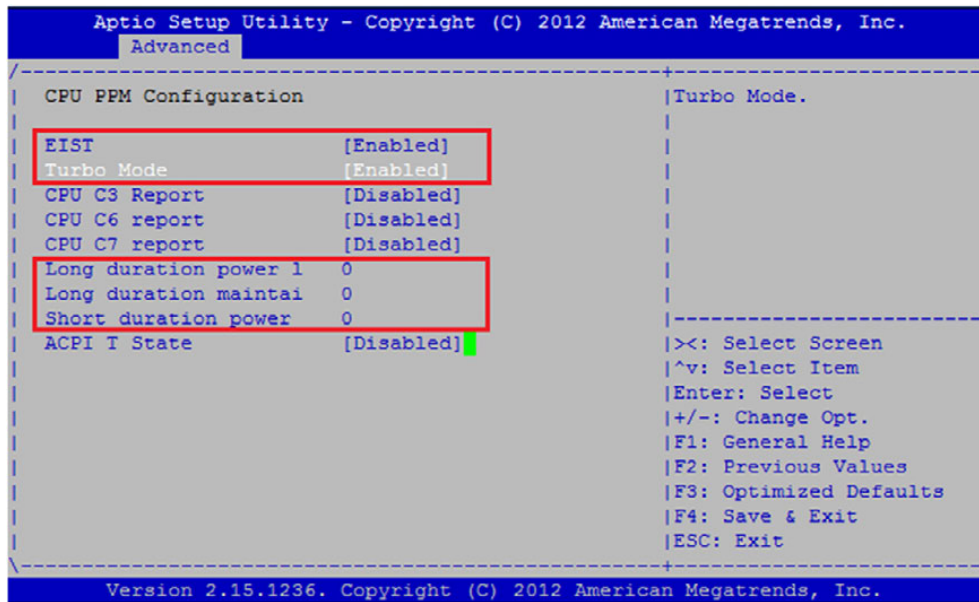 Aptio Setup Utility - Copyright (C) 2012 American Megatrends, Inc.
Advanced
/-----------------------------------------------------+-------------------------
| CPU PPM Configuration |Turbo Mode.
| EIST [Enabled] |
| Turbo Mode [Enabled] |
| CPU C3 Report [Disabled] |
| CPU C6 report [Disabled] |
| CPU C7 report [Disabled] |
| Long duration power l 0 |
| Long duration maintai 0 |
| Short duration power 0 |-------------------------
| ACPI T State [Disabled] |><: Select Screen
|^v: Select Item
|Enter: Select
|+/-: Change Opt.
|F1: General Help
|F2: Previous Values
|F3: Optimized Defaults
|F4: Save & Exit
|ESC: Exit
\-----------------------------------------------------+-------------------------
Version 2.15.1236. Copyright (C) 2012 American Megatrends, Inc.